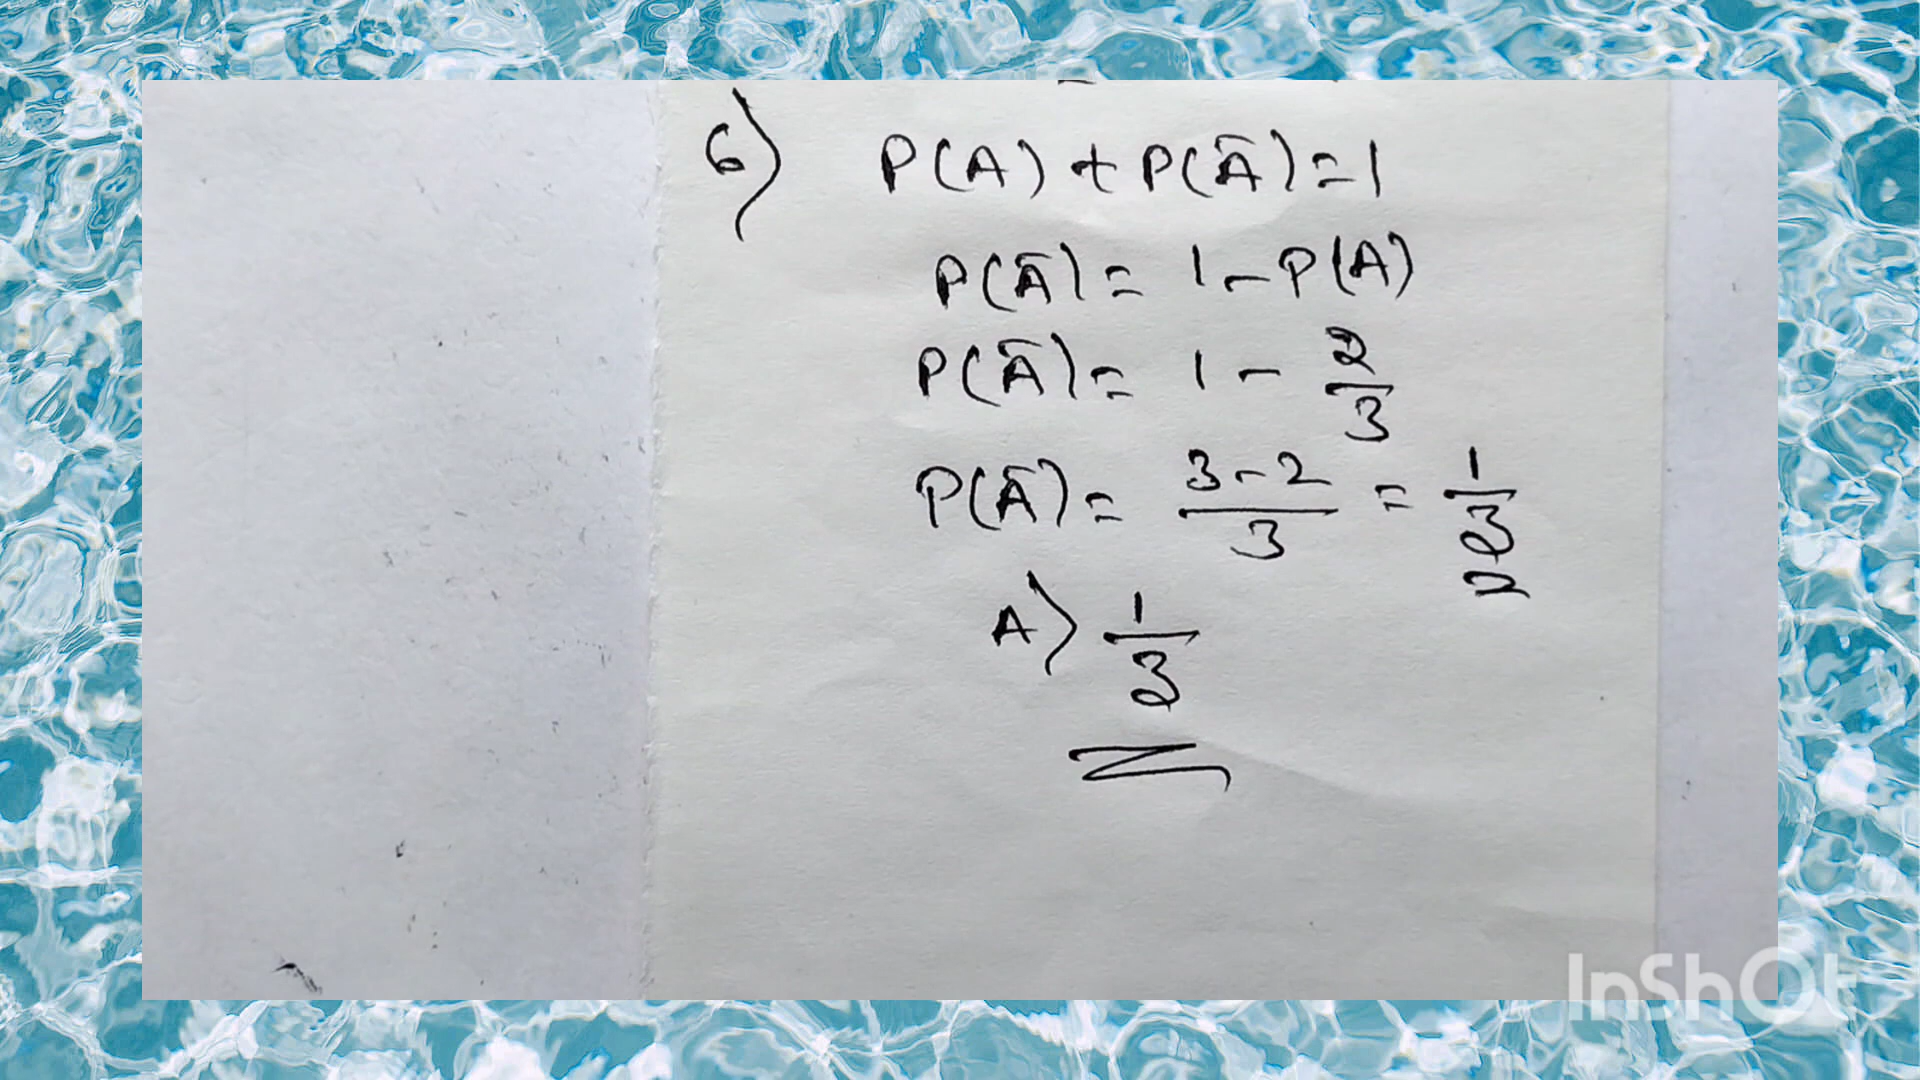 6) P(A) + P(Ā) = 1
P(Ā) = 1 - P(A)
P(Ā) = 1 - 2/3
P(Ā) = 3-2/3 = 1/3
A) 1/3
InShOt